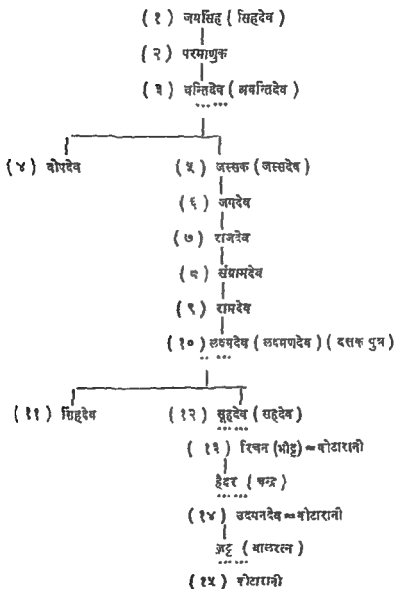 (१) जयसिंह (सिंहदेव)
(२) परमाणुक
(३) वन्तिदेव (अवन्तिदेव)
(४) वोपदेव (५) जस्सक (जस्सदेव)
(६) जगदेव
(७) राजदेव
(८) संग्रामदेव
(९) रामदेव
(१०) लक्ष्मदेव (लक्ष्मणदेव) (दत्तक पुत्र)
(११) सिंहदेव (१२) सूहदेव (सहदेव)
(१३) रिंचन (भौट्ट) = कोटारानी
हैदर (चन्द्र)
(१४) उदयनदेव = कोटारानी
जट्ट (बालरत्न)
(१५) कोटारानी